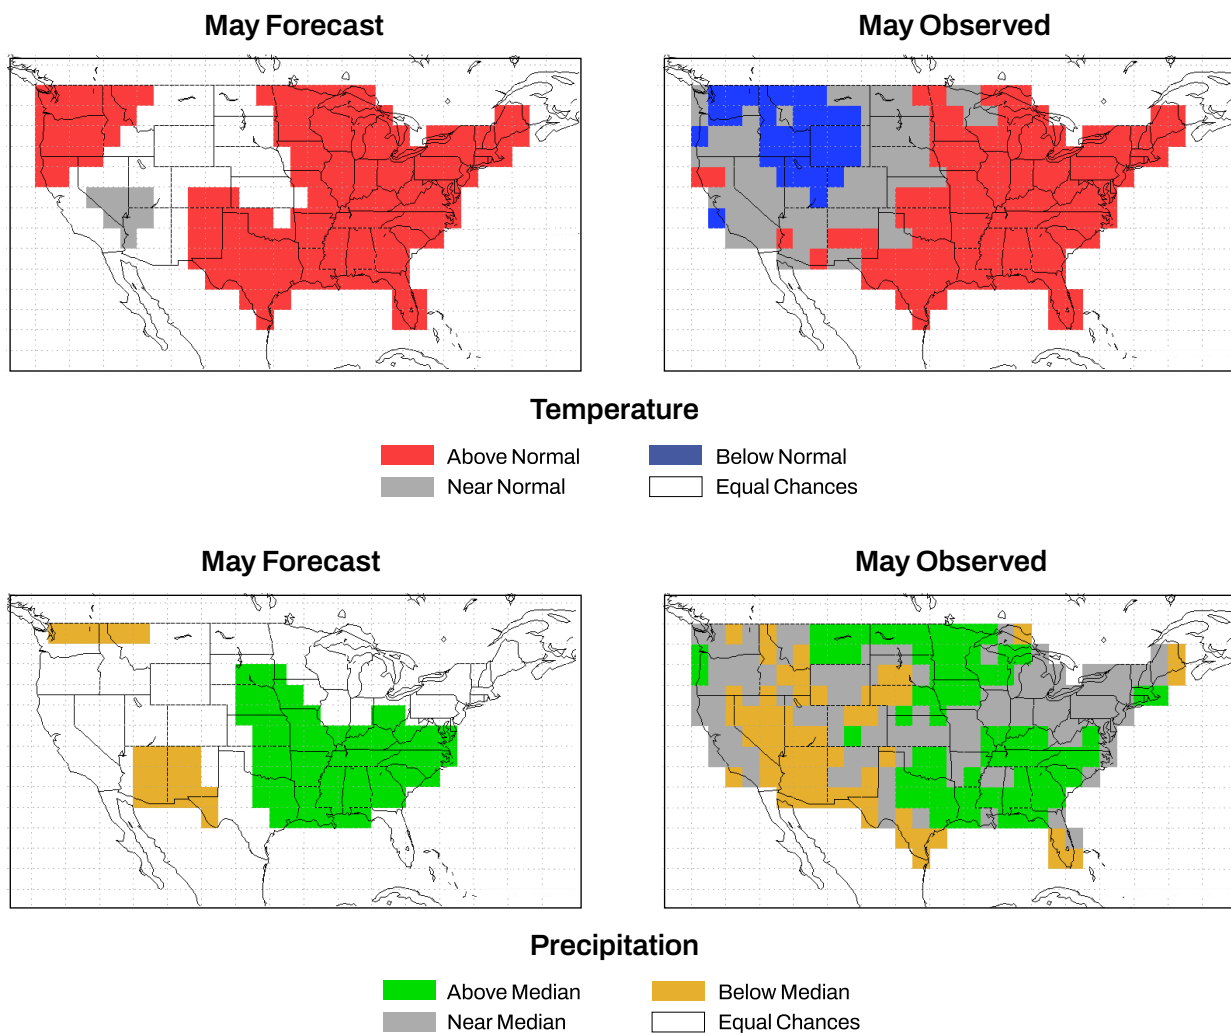 May Forecast
May Observed
Temperature
Above Normal
Below Normal
Near Normal
Equal Chances
May Forecast
May Observed
Precipitation
Above Median
Below Median
Near Median
Equal Chances